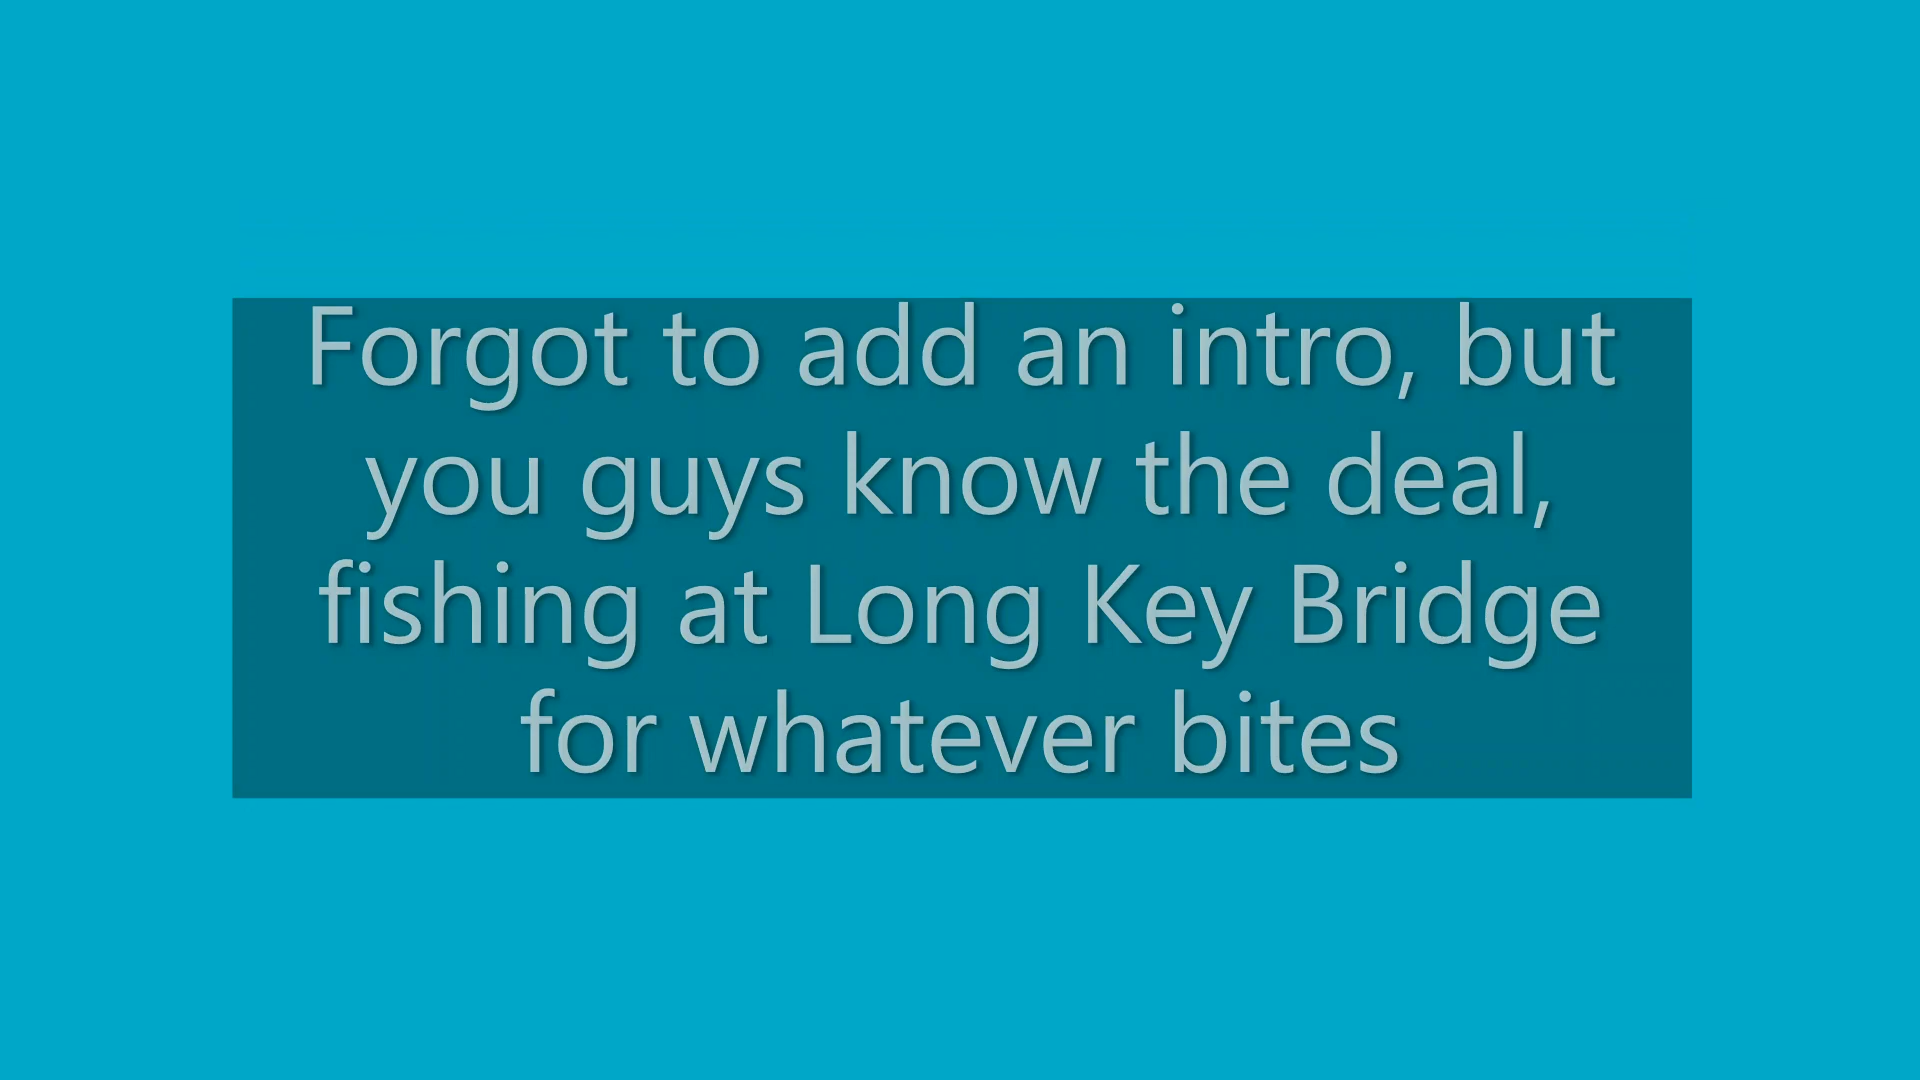 Forgot to add an intro, but
you guys know the deal,
fishing at Long Key Bridge
for whatever bites